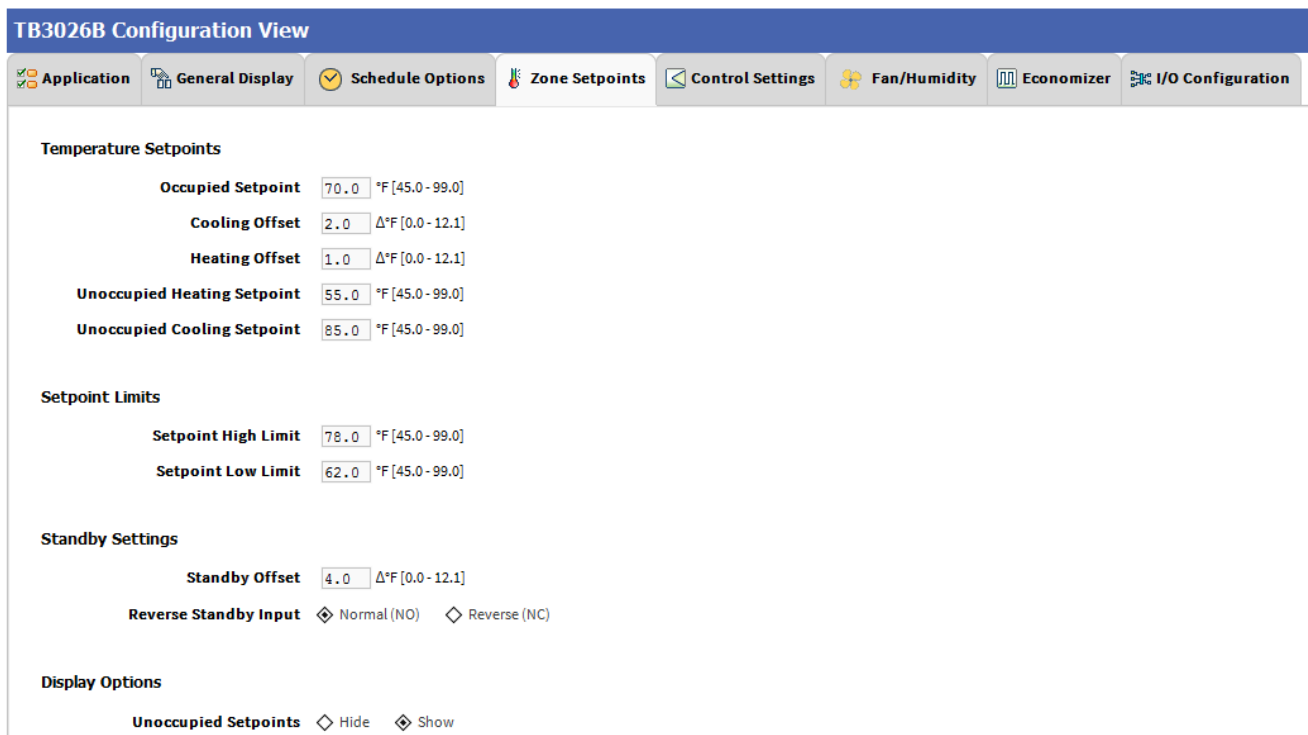 TB3026B Configuration View
Application General Display Schedule Options Zone Setpoints Control Settings Fan/Humidity Economizer I/O Configuration
Temperature Setpoints
Occupied Setpoint 70.0 °F [45.0 - 99.0]
Cooling Offset 2.0 Δ°F [0.0 - 12.1]
Heating Offset 1.0 Δ°F [0.0 - 12.1]
Unoccupied Heating Setpoint 55.0 °F [45.0 - 99.0]
Unoccupied Cooling Setpoint 85.0 °F [45.0 - 99.0]
Setpoint Limits
Setpoint High Limit 78.0 °F [45.0 - 99.0]
Setpoint Low Limit 62.0 °F [45.0 - 99.0]
Standby Settings
Standby Offset 4.0 Δ°F [0.0 - 12.1]
Reverse Standby Input Normal (NO) Reverse (NC)
Display Options
Unoccupied Setpoints Hide Show